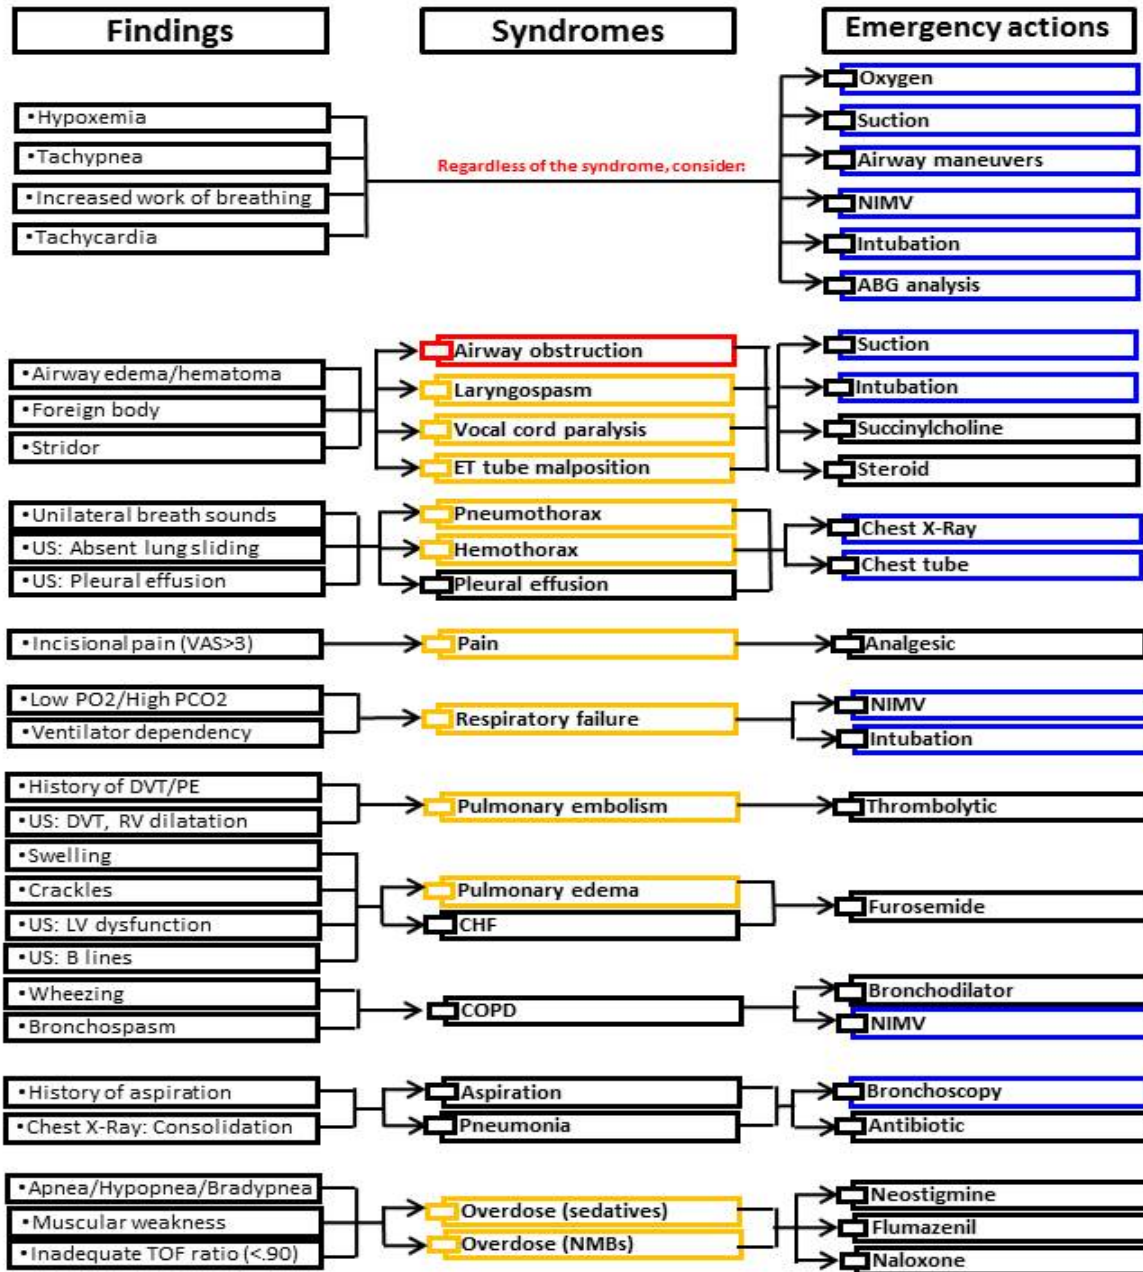 Findings
Syndromes
Emergency actions
•Hypoxemia
•Tachypnea
•Increased work of breathing
•Tachycardia
Regardless of the syndrome, consider:
Oxygen
Suction
Airway maneuvers
NIMV
Intubation
ABG analysis
•Airway edema/hematoma
•Foreign body
•Stridor
Airway obstruction
Laryngospasm
Vocal cord paralysis
ET tube malposition
Suction
Intubation
Succinylcholine
Steroid
•Unilateral breath sounds
•US: Absent lung sliding
•US: Pleural effusion
Pneumothorax
Hemothorax
Pleural effusion
Chest X-Ray
Chest tube
•Incisional pain (VAS>3)
Pain
Analgesic
•Low PO2/High PCO2
•Ventilator dependency
Respiratory failure
NIMV
Intubation
•History of DVT/PE
•US: DVT, RV dilatation
Pulmonary embolism
Thrombolytic
•Swelling
•Crackles
•US: LV dysfunction
•US: B lines
Pulmonary edema
CHF
Furosemide
•Wheezing
•Bronchospasm
COPD
Bronchodilator
NIMV
•History of aspiration
•Chest X-Ray: Consolidation
Aspiration
Pneumonia
Bronchoscopy
Antibiotic
•Apnea/Hypopnea/Bradypnea
•Muscular weakness
•Inadequate TOF ratio (<.90)
Overdose (sedatives)
Overdose (NMBs)
Neostigmine
Flumazenil
Naloxone